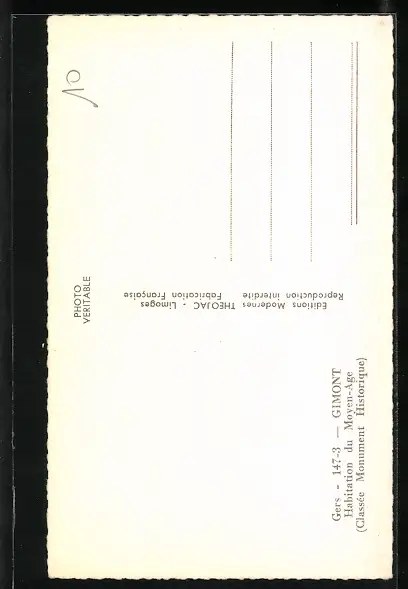 Gers - 147-3 — GIMONT
Habitation du Moyen-Age
(Classée Monument Historique)
PHOTO
VERITABLE
Editions Modernes THEOJAC - Limoges
Reproduction interdite Fabrication Française
10